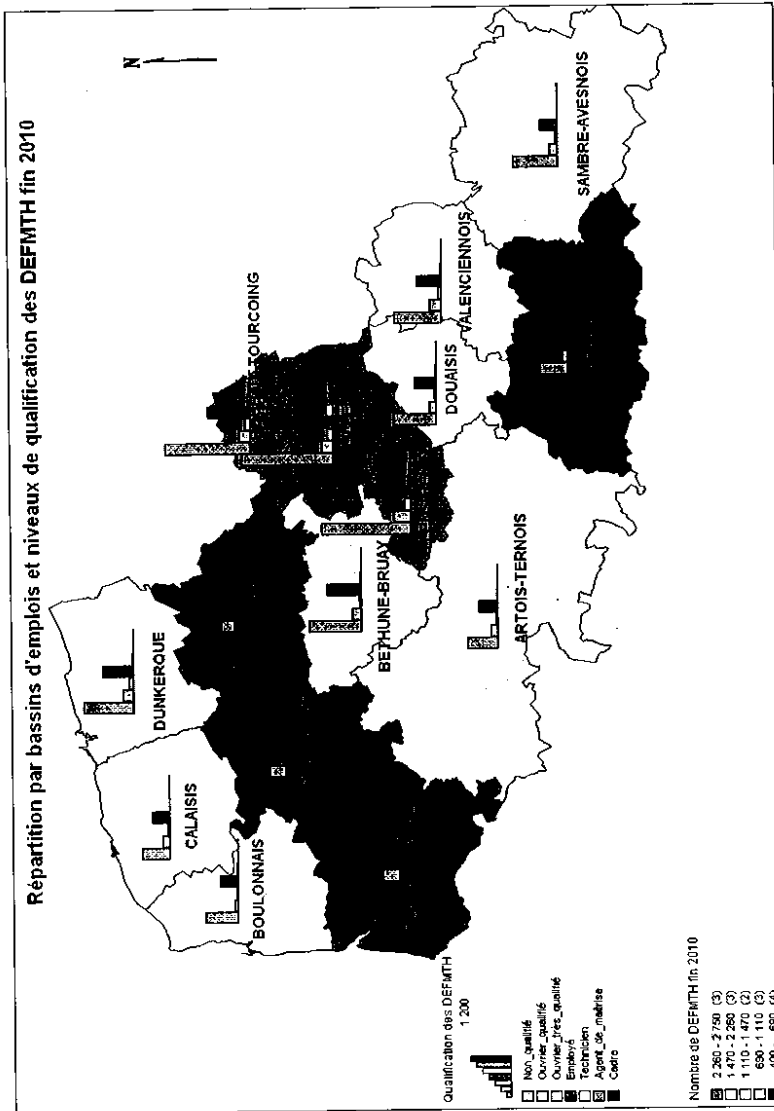 Répartition par bassins d'emplois et niveaux de qualification des DEFMTH fin 2010
N
DUNKERQUE
CALAISIS
BOULONNAIS
TOURCOING
BETHUNE-BRUAY
DOUAISIS
VALENCIENNOIS
ARTOIS-TERNOIS
SAMBRE-AVESNOIS
Qualification des DEFMTH
1 200
Non_qualifié
Ouvrier_qualifié
Ouvrier_très_qualifié
Employé
Technicien
Agent_de_maîtrise
Cadre
Nombre de DEFMTH fin 2010
2 260 - 2 750 (3)
1 470 - 2 260 (3)
1 110 - 1 470 (2)
690 - 1 110 (3)